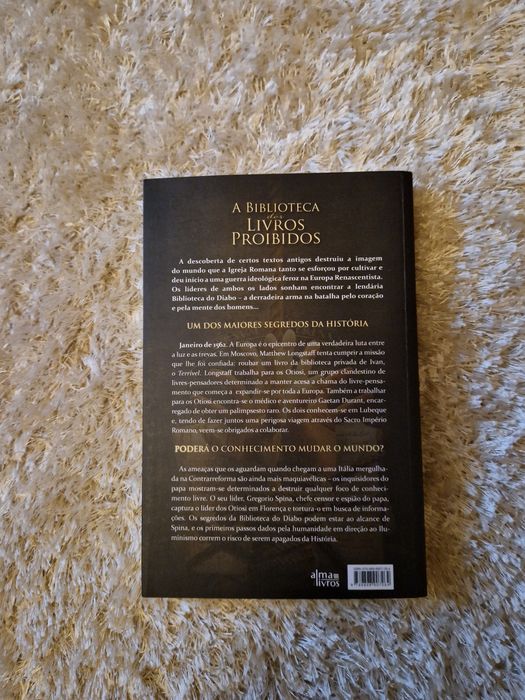 A BIBLIOTECA
dos
LIVROS
PROIBIDOS
A descoberta de certos textos antigos destruiu a imagem
do mundo que a Igreja Romana tanto se esforçou por cultivar e
deu início a uma guerra ideológica feroz na Europa Renascentista.
Os líderes de ambos os lados sonham encontrar a lendária
Biblioteca do Diabo – a derradeira arma na batalha pelo coração
e pela mente dos homens...
UM DOS MAIORES SEGREDOS DA HISTÓRIA
Janeiro de 1562. A Europa é o epicentro de uma verdadeira luta entre
a luz e as trevas. Em Moscovo, Matthew Longstaff tenta cumprir a missão
que lhe foi confiada: roubar um livro da biblioteca privada de Ivan,
o Terrível. Longstaff trabalha para os Otiosi, um grupo clandestino de
livres-pensadores determinado a manter acesa a chama do livre-pensa-
mento que começa a expandir-se por toda a Europa. Também a trabalhar
para os Otiosi encontra-se o médico e aventureiro Gaetan Durant, encar-
regado de obter um palimpsesto raro. Os dois conhecem-se em Lubeque
e, tendo de fazer juntos uma perigosa viagem através do Sacro Império
Romano, veem-se obrigados a colaborar.
PODERÁ O CONHECIMENTO MUDAR O MUNDO?
As ameaças que os aguardam quando chegam a uma Itália mergulha-
da na Contrarreforma são ainda mais maquiavélicas – os inquisidores do
papa mostram-se determinados a destruir qualquer foco de conheci-
mento livre. O seu líder, Gregorio Spina, chefe censor e espião do papa,
captura o líder dos Otiosi em Florença e tortura-o em busca de informa-
ções. Os segredos da Biblioteca do Diabo podem estar ao alcance de
Spina, e os primeiros passos dados pela humanidade em direção ao Ilu-
minismo correm o risco de serem apagados da História.
alma
dos
livros